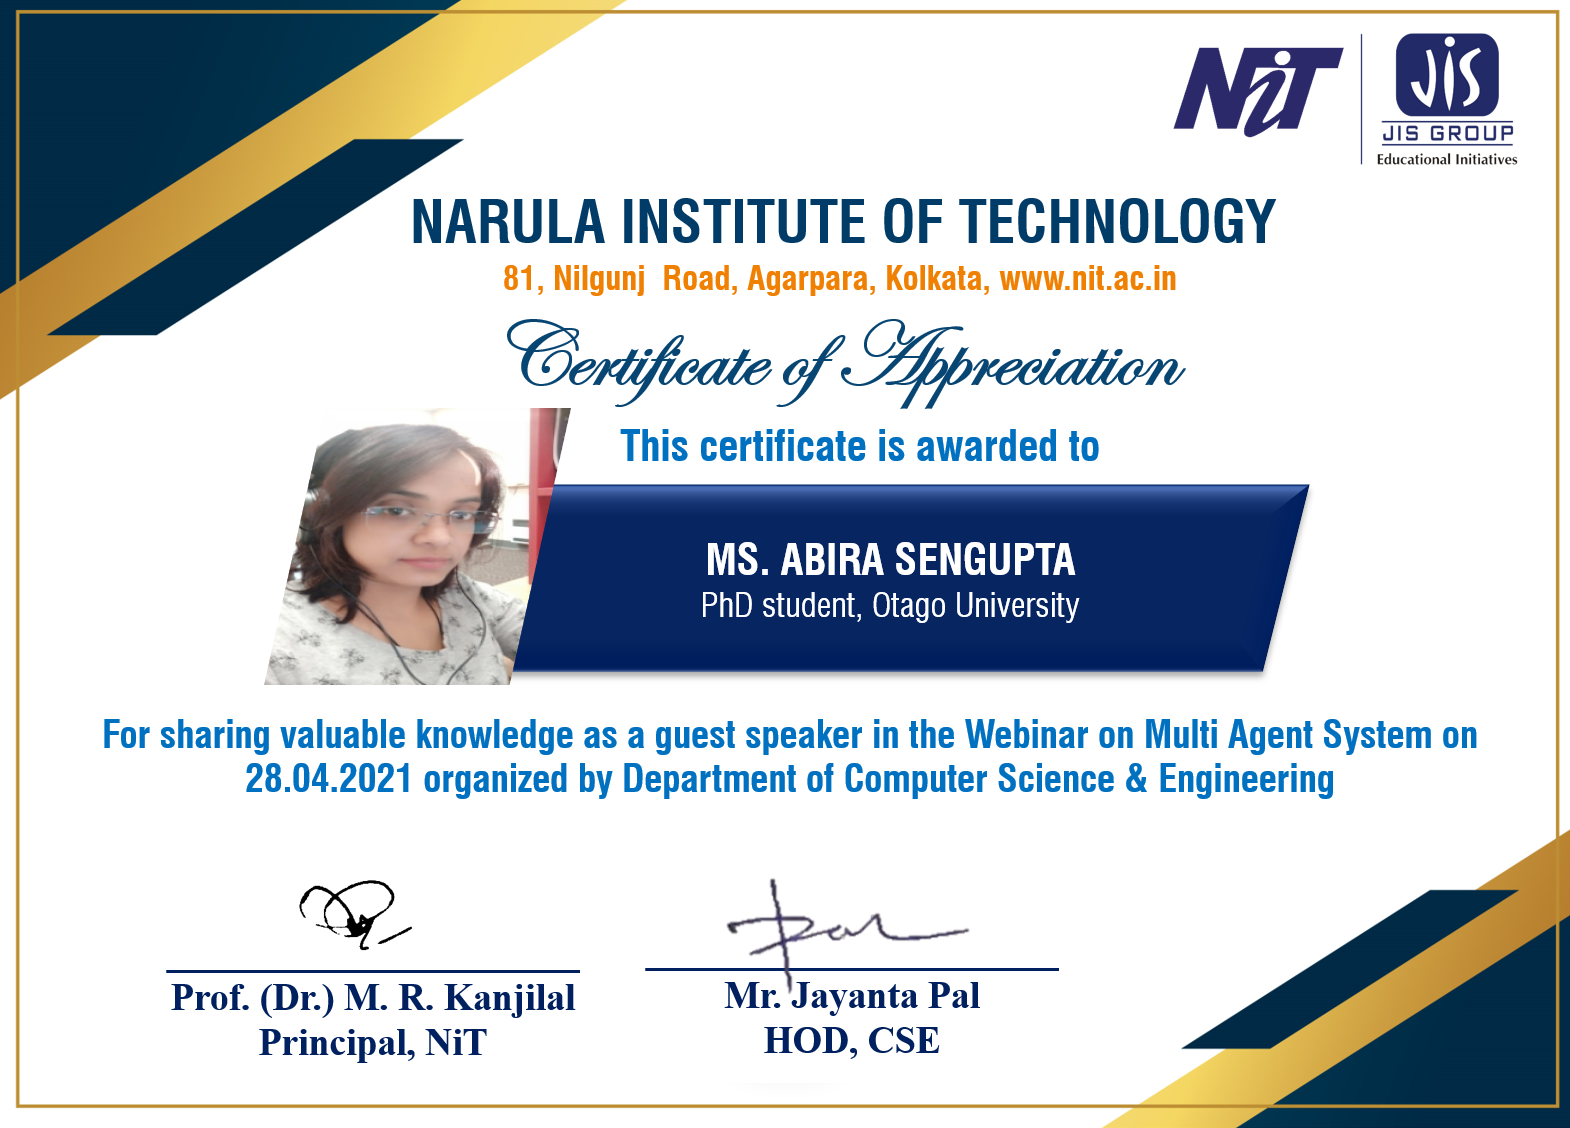 NiT
JIS
JIS GROUP
Educational Initiatives
NARULA INSTITUTE OF TECHNOLOGY
81, Nilgunj Road, Agarpara, Kolkata, www.nit.ac.in
Certificate of Appreciation
This certificate is awarded to
MS. ABIRA SENGUPTA
PhD student, Otago University
For sharing valuable knowledge as a guest speaker in the Webinar on Multi Agent System on
28.04.2021 organized by Department of Computer Science & Engineering
Pal
Prof. (Dr.) M. R. Kanjilal
Principal, NiT
Mr. Jayanta Pal
HOD, CSE